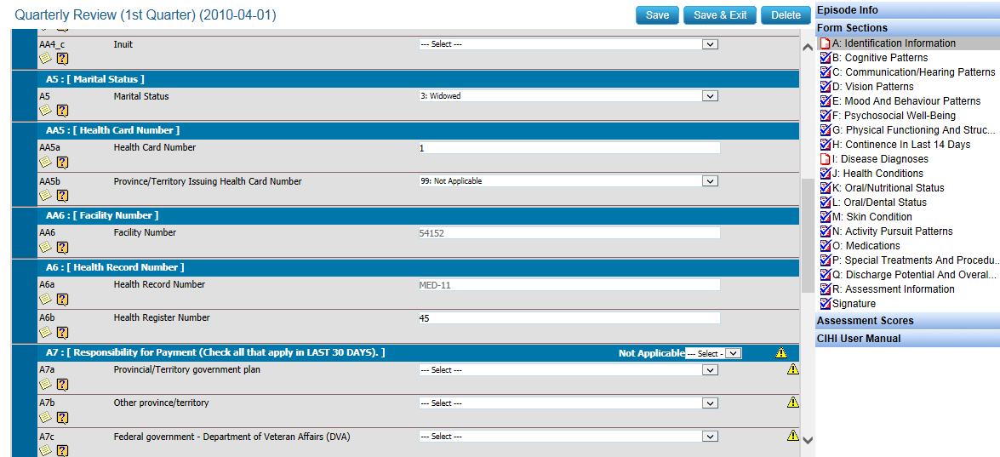 Quarterly Review (1st Quarter) (2010-04-01)
Save
Save & Exit
Delete
AA4_c Inuit --- Select ---
A5 : [ Marital Status ]
A5 Marital Status 3: Widowed
AA5 : [ Health Card Number ]
AA5a Health Card Number 1
AA5b Province/Territory Issuing Health Card Number 99: Not Applicable
AA6 : [ Facility Number ]
AA6 Facility Number 54152
A6 : [ Health Record Number ]
A6a Health Record Number MED-11
A6b Health Register Number 45
A7 : [ Responsibility for Payment (Check all that apply in LAST 30 DAYS). ] Not Applicable --- Select -
A7a Provincial/Territory government plan --- Select ---
A7b Other province/territory --- Select ---
A7c Federal government - Department of Veteran Affairs (DVA) --- Select ---
Episode Info
Form Sections
A: Identification Information
B: Cognitive Patterns
C: Communication/Hearing Patterns
D: Vision Patterns
E: Mood And Behaviour Patterns
F: Psychosocial Well-Being
G: Physical Functioning And Struc...
H: Continence In Last 14 Days
I: Disease Diagnoses
J: Health Conditions
K: Oral/Nutritional Status
L: Oral/Dental Status
M: Skin Condition
N: Activity Pursuit Patterns
O: Medications
P: Special Treatments And Procedu...
Q: Discharge Potential And Overal...
R: Assessment Information
Signature
Assessment Scores
CIHI User Manual